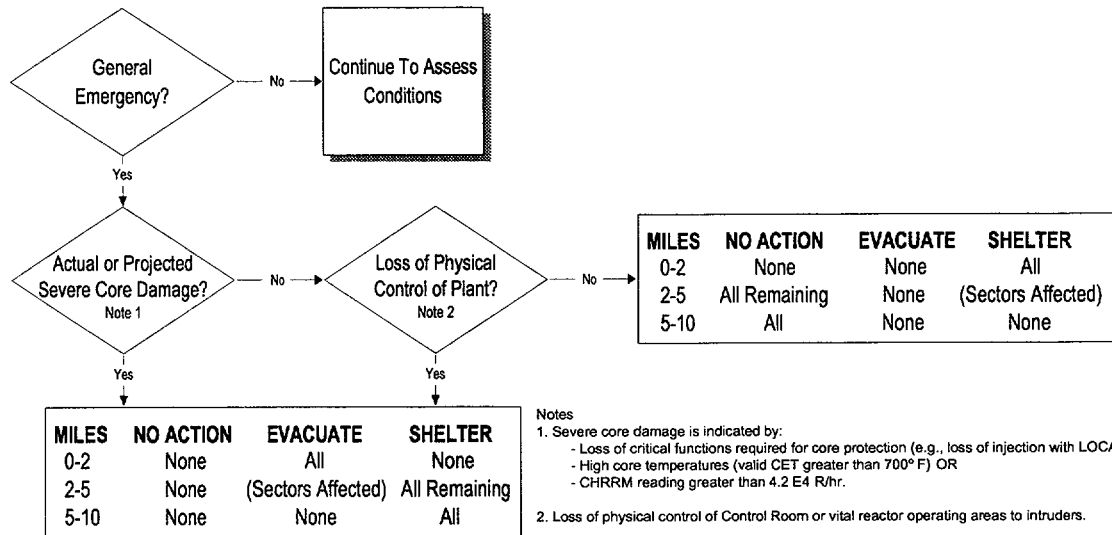 General
Emergency?
No
Continue To Assess
Conditions
Yes
Actual or Projected
Severe Core Damage?
Note 1
No
Loss of Physical
Control of Plant?
Note 2
No
MILES NO ACTION EVACUATE SHELTER
0-2 None None All
2-5 All Remaining None (Sectors Affected)
5-10 All None None
Yes
Yes
MILES NO ACTION EVACUATE SHELTER
0-2 None All None
2-5 None (Sectors Affected) All Remaining
5-10 None None All
Notes
1. Severe core damage is indicated by:
- Loss of critical functions required for core protection (e.g., loss of injection with LOCA
- High core temperatures (valid CET greater than 700° F) OR
- CHRRM reading greater than 4.2 E4 R/hr.
2. Loss of physical control of Control Room or vital reactor operating areas to intruders.